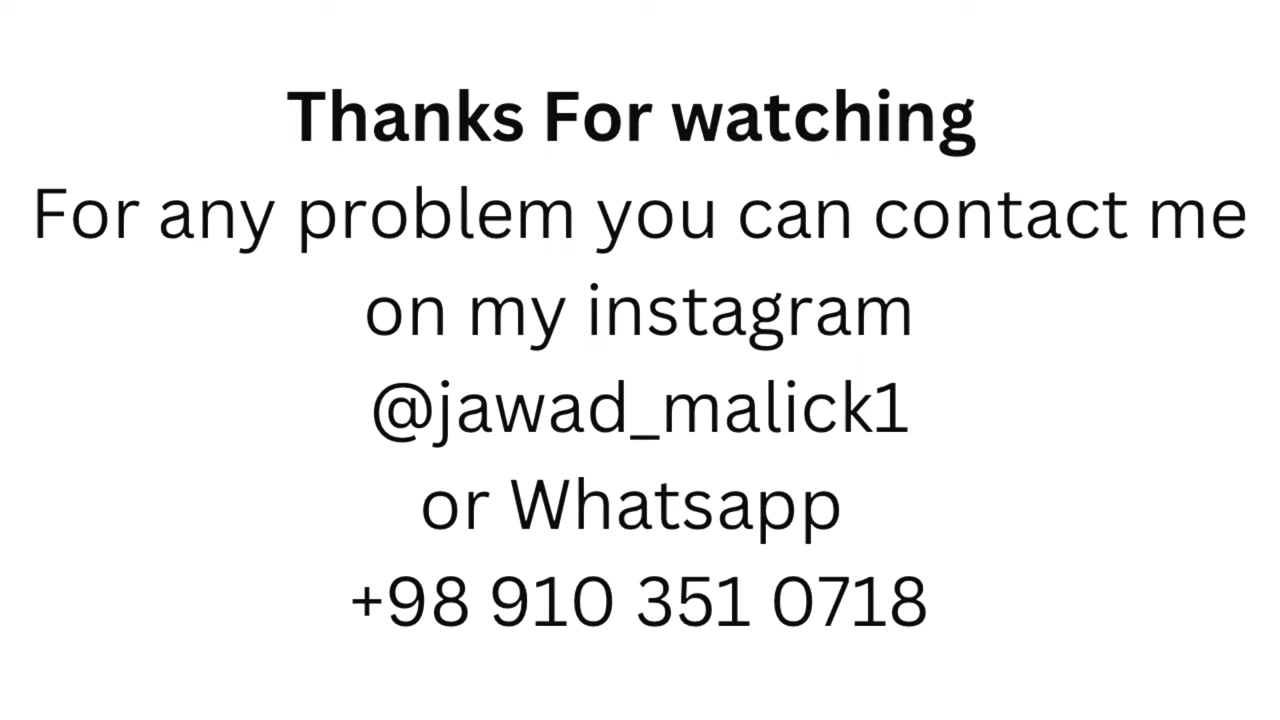 Thanks For watching
For any problem you can contact me
on my instagram
@jawad_malick1
or Whatsapp
+98 910 351 0718